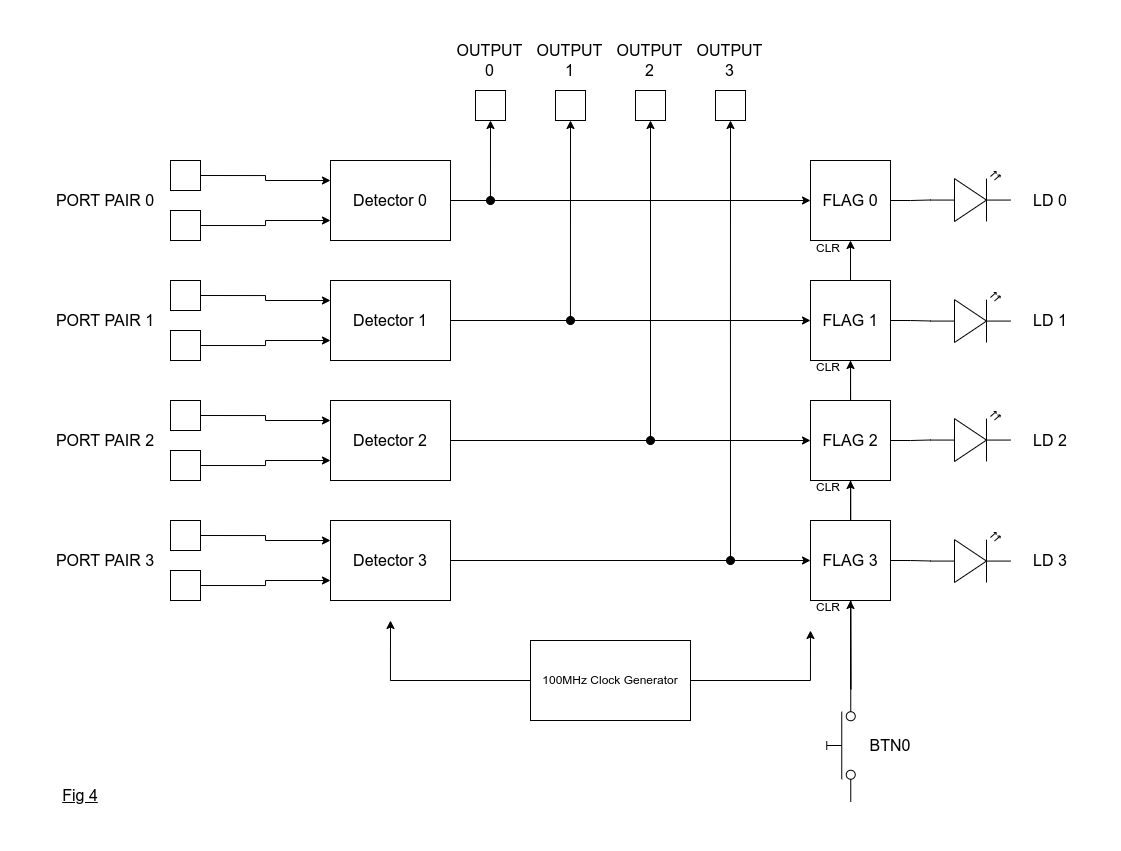 OUTPUT 0
OUTPUT 1
OUTPUT 2
OUTPUT 3
PORT PAIR 0
Detector 0
FLAG 0
LD 0
CLR
PORT PAIR 1
Detector 1
FLAG 1
LD 1
CLR
PORT PAIR 2
Detector 2
FLAG 2
LD 2
CLR
PORT PAIR 3
Detector 3
FLAG 3
LD 3
CLR
100MHz Clock Generator
BTN0
Fig 4